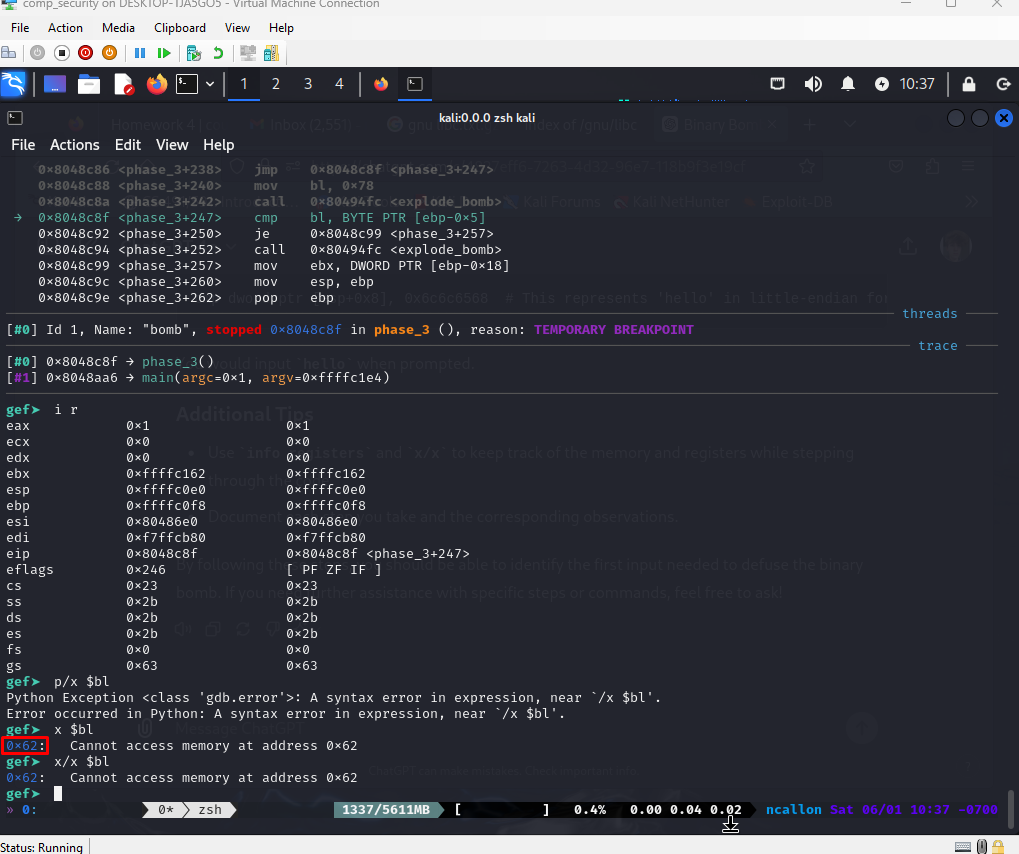 comp_security on DESKTOP-TJA5GO5 - Virtual Machine Connection
File Action Media Clipboard View Help
1 2 3 4 10:37
kali:0.0.0 zsh kali
File Actions Edit View Help
0×8048c86 <phase_3+238> jmp 0×8048c8f <phase_3+247>
0×8048c88 <phase_3+240> mov bl, 0×78
0×8048c8a <phase_3+242> call 0×80494fc <explode_bomb>
→ 0×8048c8f <phase_3+247> cmp bl, BYTE PTR [ebp-0×5]
0×8048c92 <phase_3+250> je 0×8048c99 <phase_3+257>
0×8048c94 <phase_3+252> call 0×80494fc <explode_bomb>
0×8048c99 <phase_3+257> mov ebx, DWORD PTR [ebp-0×18]
0×8048c9c <phase_3+260> mov esp, ebp
0×8048c9e <phase_3+262> pop ebp
threads
[#0] Id 1, Name: "bomb", stopped 0×8048c8f in phase_3 (), reason: TEMPORARY BREAKPOINT
trace
[#0] 0×8048c8f → phase_3()
[#1] 0×8048aa6 → main(argc=0×1, argv=0×ffffc1e4)
gef➤ i r
eax 0×1 0×1
ecx 0×0 0×0
edx 0×0 0×0
ebx 0×ffffc162 0×ffffc162
esp 0×ffffc0e0 0×ffffc0e0
ebp 0×ffffc0f8 0×ffffc0f8
esi 0×80486e0 0×80486e0
edi 0×f7ffcb80 0×f7ffcb80
eip 0×8048c8f 0×8048c8f <phase_3+247>
eflags 0×246 [ PF ZF IF ]
cs 0×23 0×23
ss 0×2b 0×2b
ds 0×2b 0×2b
es 0×2b 0×2b
fs 0×0 0×0
gs 0×63 0×63
gef➤ p/x $bl
Python Exception <class 'gdb.error'>: A syntax error in expression, near `/x $bl'.
Error occurred in Python: A syntax error in expression, near `/x $bl'.
gef➤ x $bl
0×62: Cannot access memory at address 0×62
gef➤ x/x $bl
0×62: Cannot access memory at address 0×62
gef➤
» 0: 0* zsh 1337/5611MB [ ] 0.4% 0.00 0.04 0.02 ncallon Sat 06/01 10:37 -0700
Status: Running